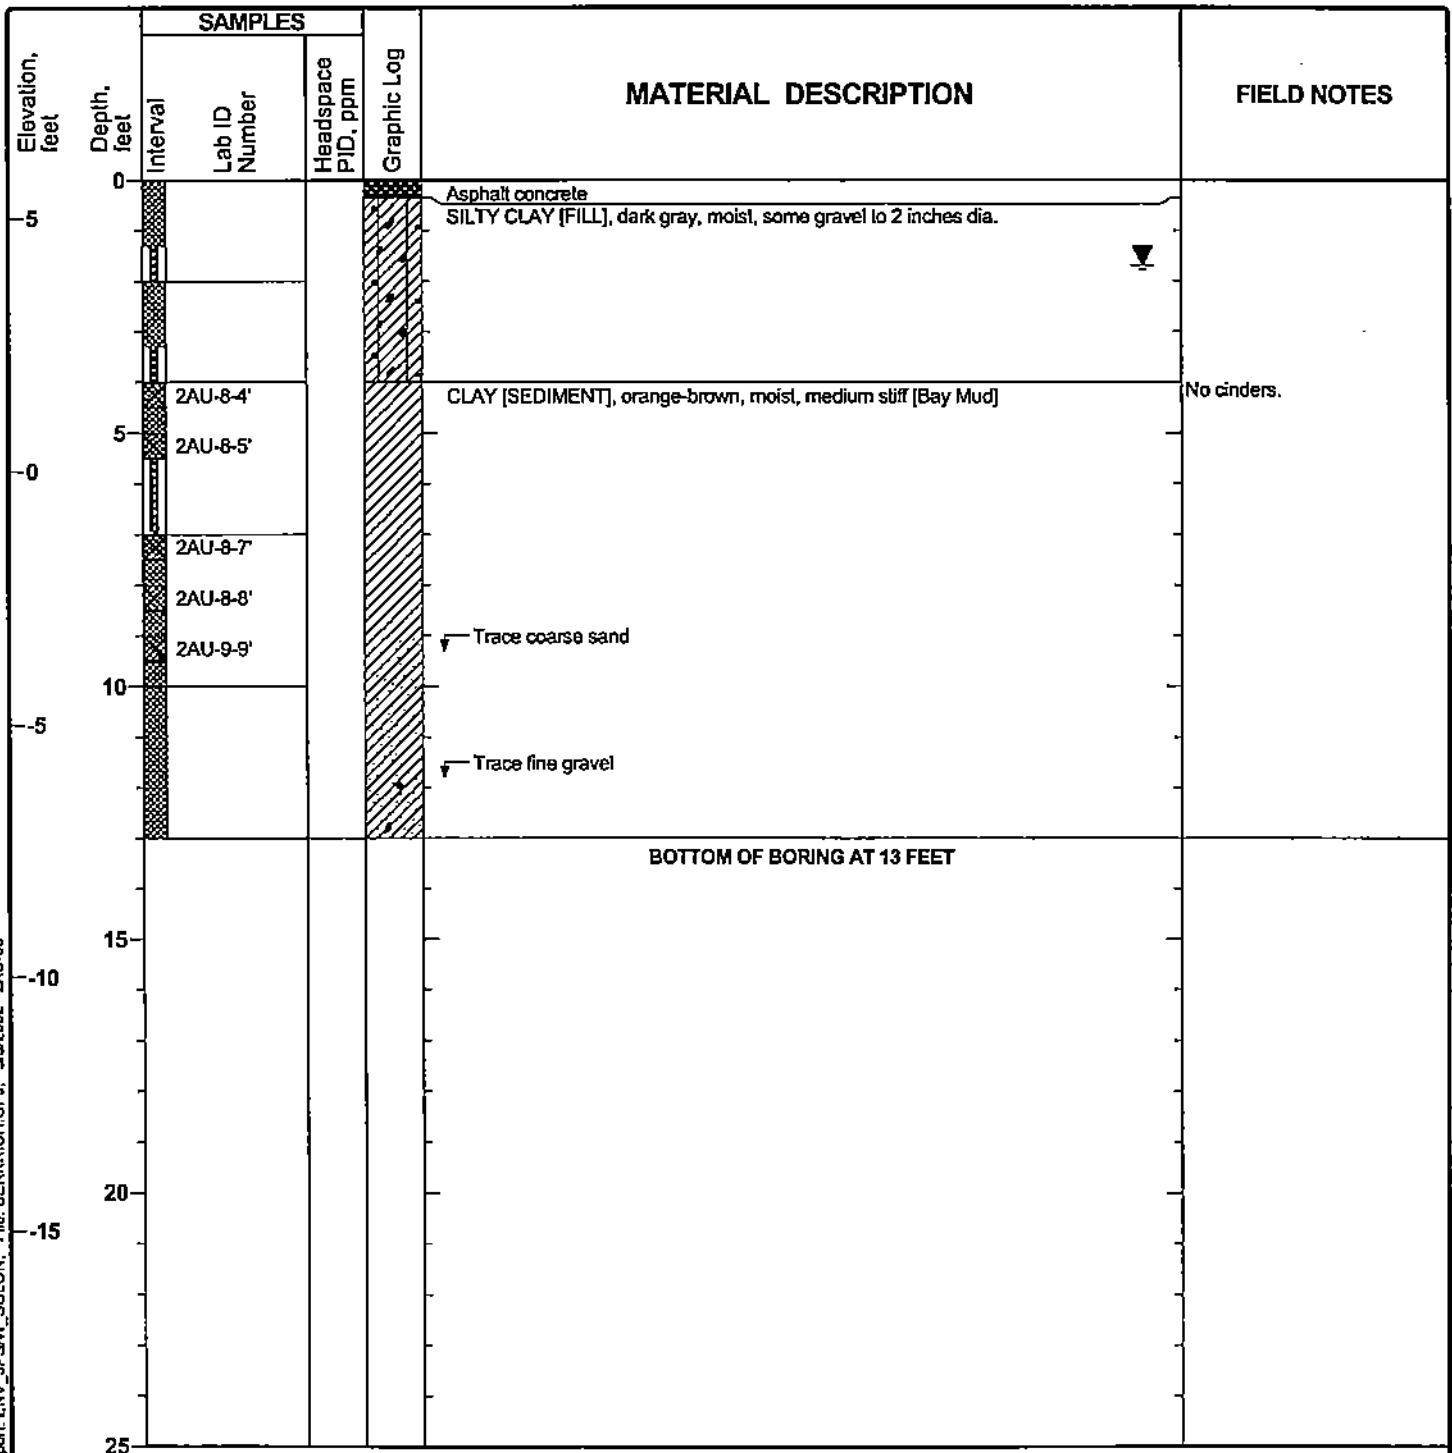 SAMPLES
Elevation, feet
Depth, feet
Interval
Lab ID Number
Headspace PID, ppm
Graphic Log
MATERIAL DESCRIPTION
FIELD NOTES
0
Asphalt concrete
5
SILTY CLAY [FILL], dark gray, moist, some gravel to 2 inches dia.
2AU-8-4'
CLAY [SEDIMENT], orange-brown, moist, medium stiff [Bay Mud]
No cinders.
5
2AU-8-5'
0
2AU-8-7'
2AU-8-8'
Trace coarse sand
2AU-9-9'
10
-5
Trace fine gravel
BOTTOM OF BORING AT 13 FEET
15
-10
20
-15
25